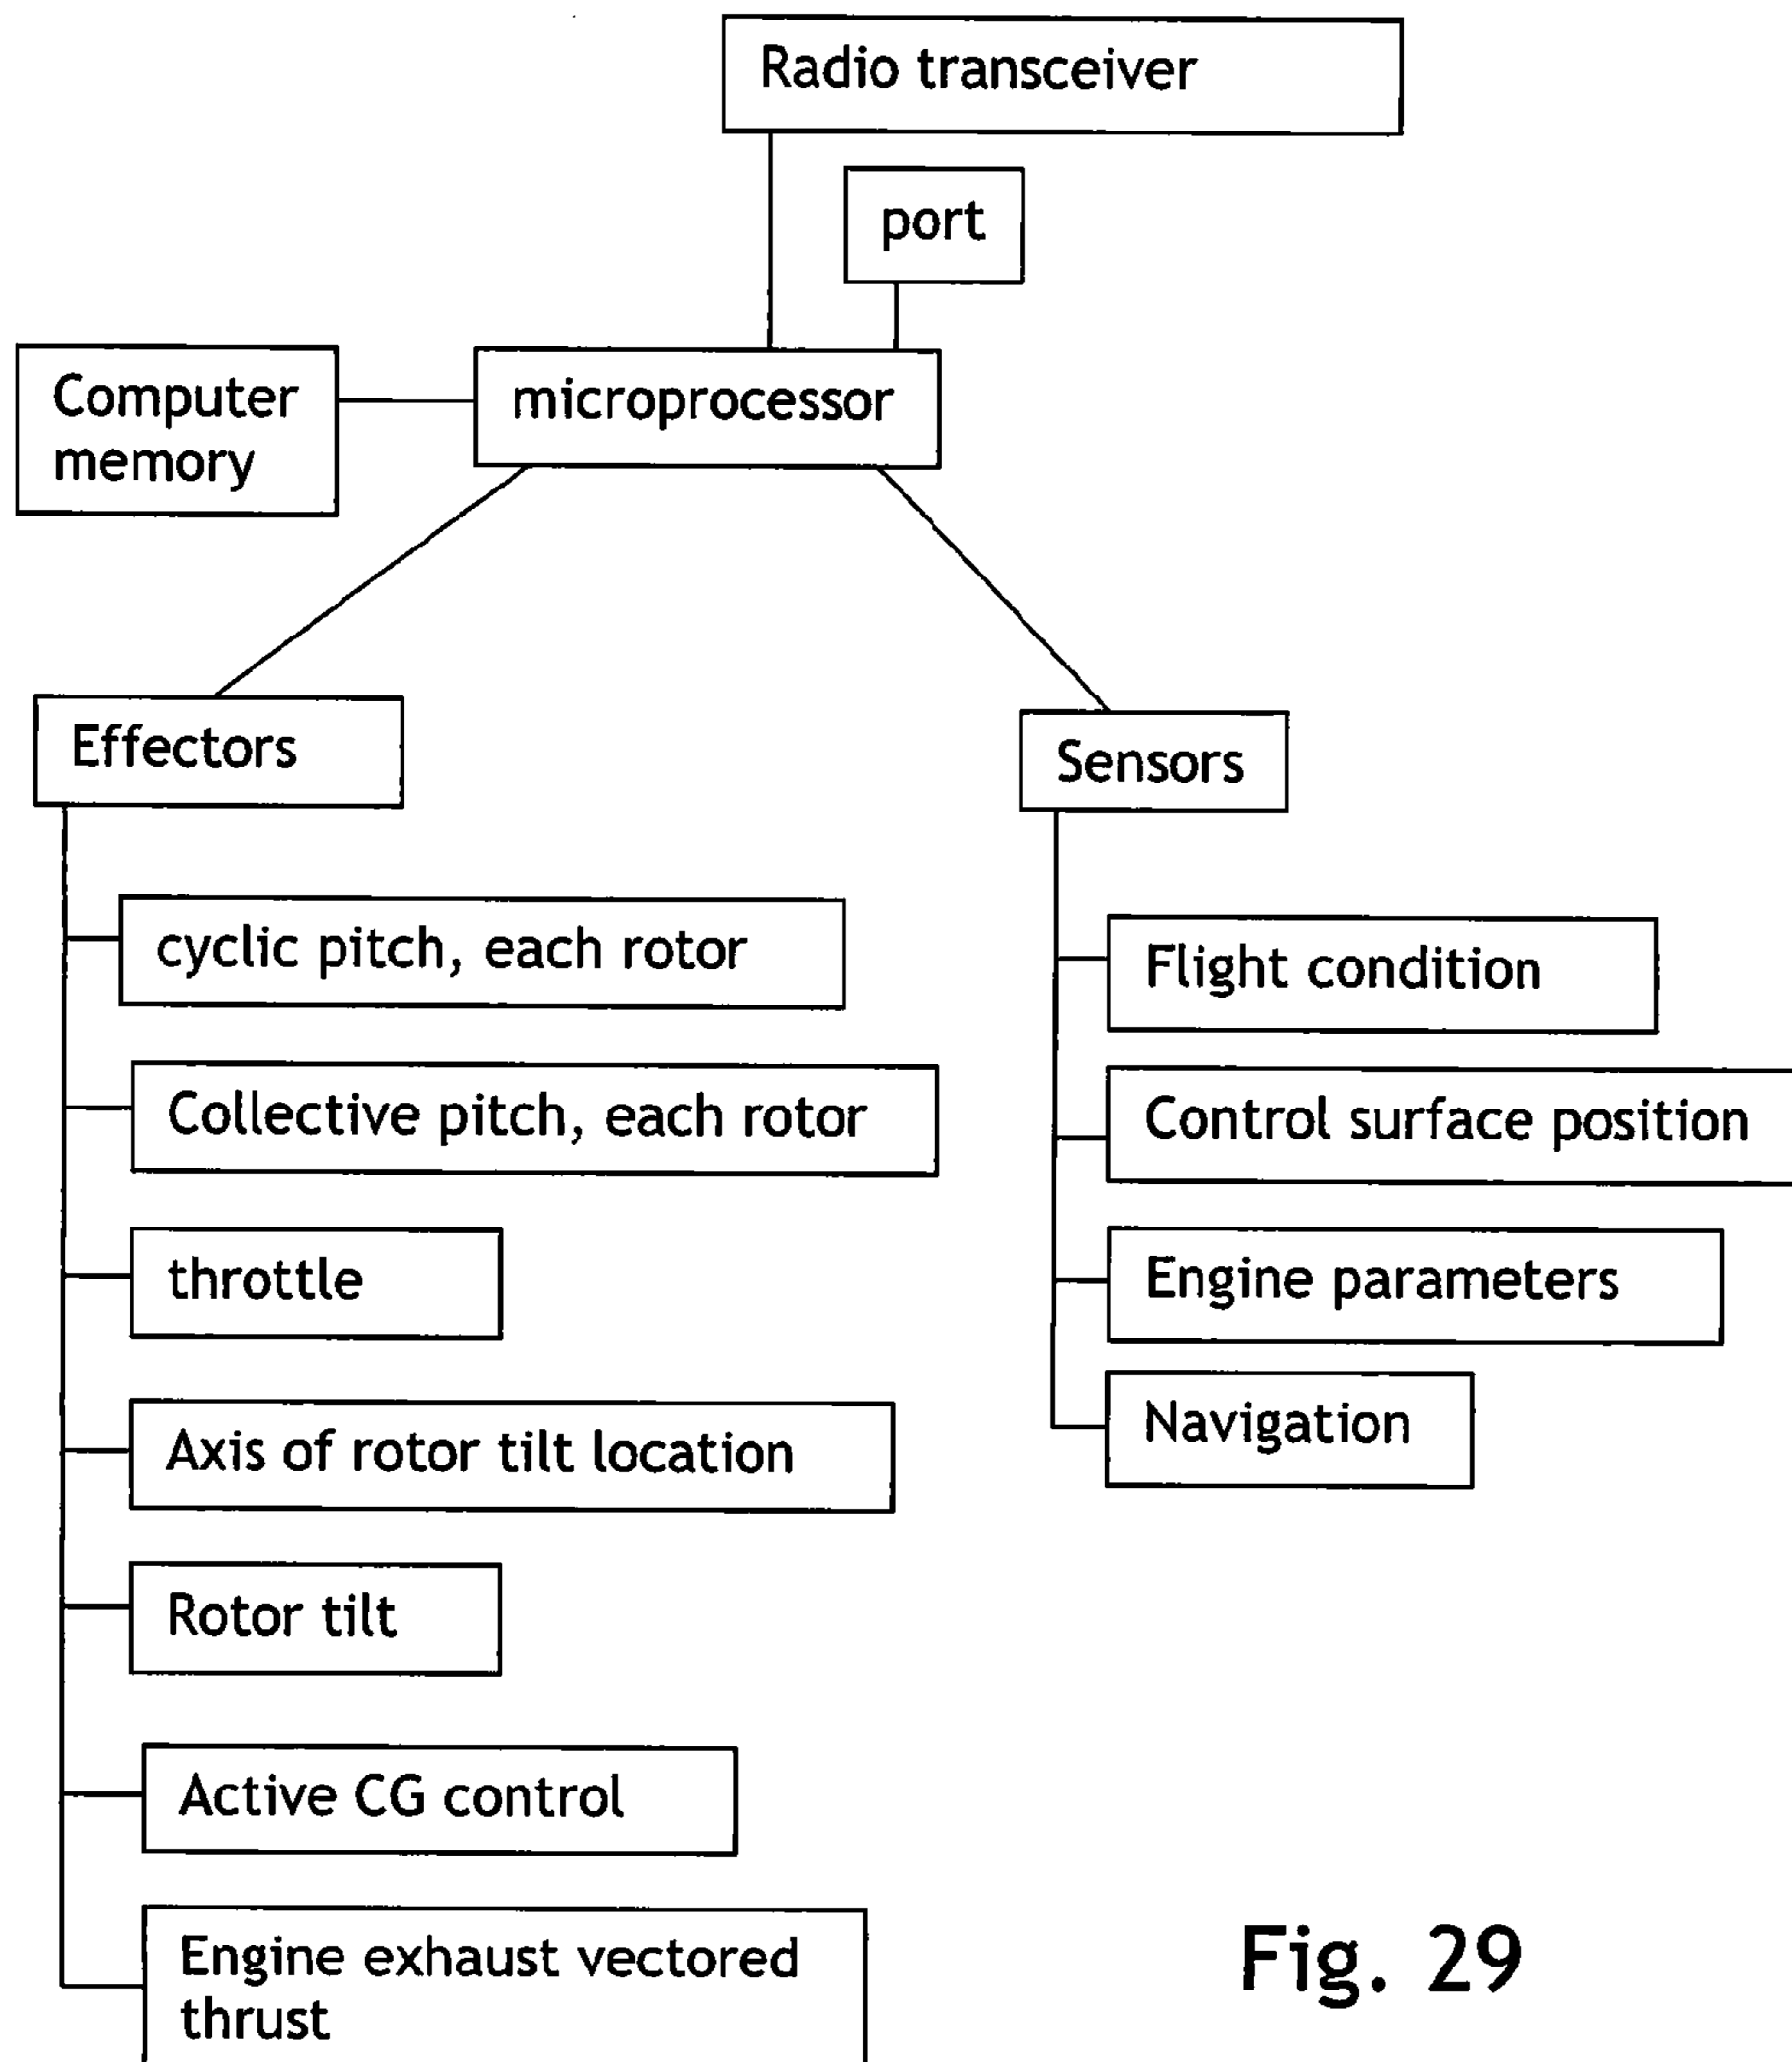 Radio transceiver
port
Computer
memory
microprocessor
Effectors
Sensors
cyclic pitch, each rotor
Collective pitch, each rotor
throttle
Axis of rotor tilt location
Rotor tilt
Active CG control
Engine exhaust vectored
thrust
Flight condition
Control surface position
Engine parameters
Navigation
Fig. 29